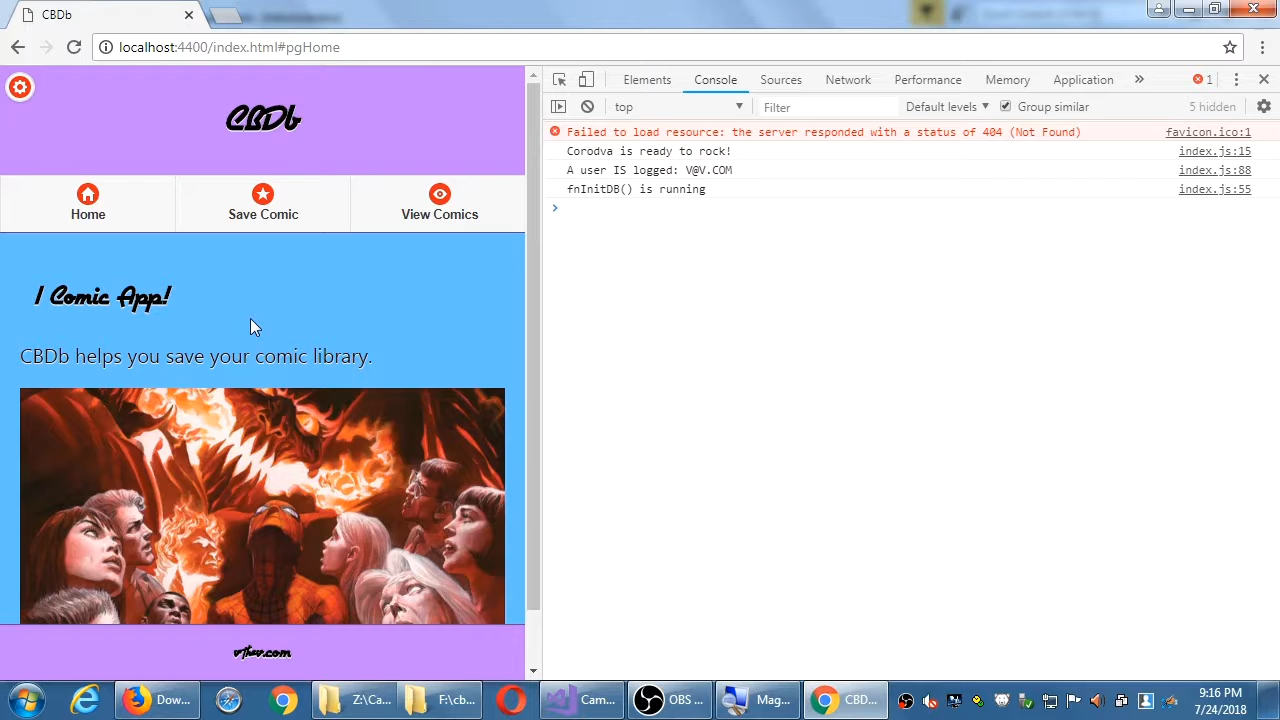 CBDb
localhost:4400/index.html#pgHome
Elements Console Sources Network Performance Memory Application » 1
top Filter Default levels Group similar 5 hidden
CBDb
Failed to load resource: the server responded with a status of 404 (Not Found) favicon.ico:1
Corodva is ready to rock! index.js:15
A user IS logged: V@V.COM index.js:88
fnInitDB() is running index.js:55
Home Save Comic View Comics
I Comic App!
CBDb helps you save your comic library.
Dow... Z:\Ca... F:\cb... Cam... OBS ... Mag... CBD...
9:16 PM
7/24/2018